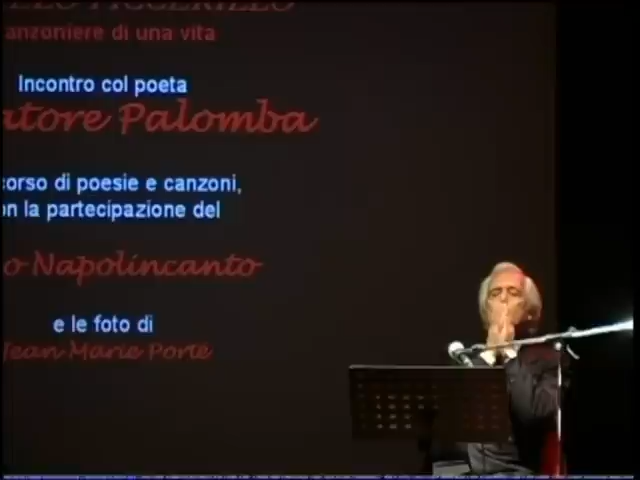 anzoniere di una vita
Incontro col poeta
atore Palomba
corso di poesie e canzoni,
on la partecipazione del
o Napolincanto
e le foto di
Jean Marie Porte